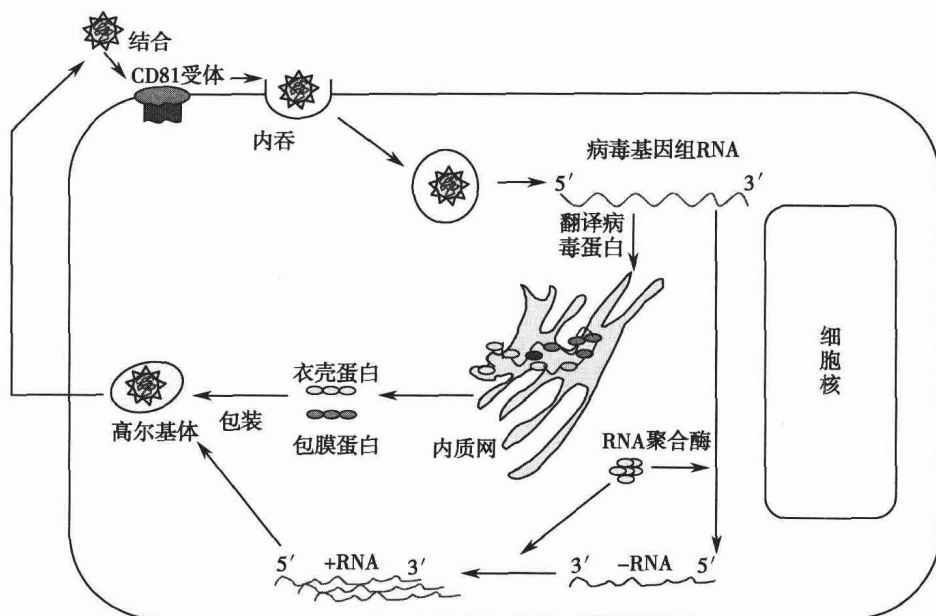 结合
CD81受体
内吞
病毒基因组RNA
5′ 3′
翻译病
毒蛋白
细胞核
衣壳蛋白
包装
包膜蛋白
高尔基体
内质网
RNA聚合酶
5′ +RNA 3′
3′ -RNA 5′